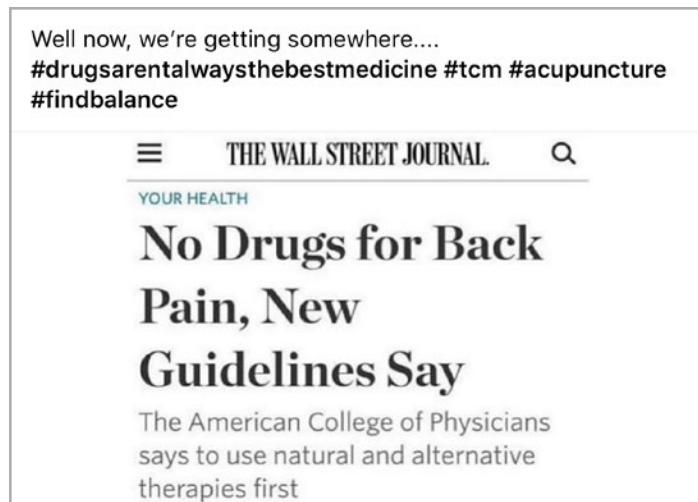 Well now, we're getting somewhere....
#drugsarentalwaysthebestmedicine #tcm #acupuncture
#findbalance
THE WALL STREET JOURNAL.
YOUR HEALTH
No Drugs for Back
Pain, New
Guidelines Say
The American College of Physicians
says to use natural and alternative
therapies first